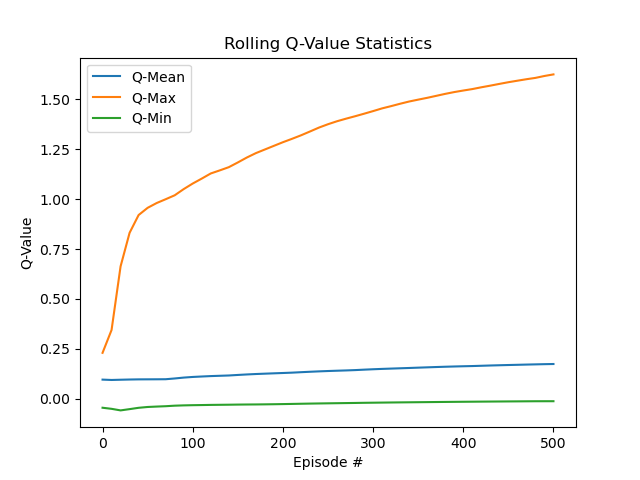 Rolling Q-Value Statistics
Q-Mean
Q-Max
Q-Min
1.50
1.25
1.00
0.75
0.50
0.25
0.00
Q-Value
0 100 200 300 400 500
Episode #